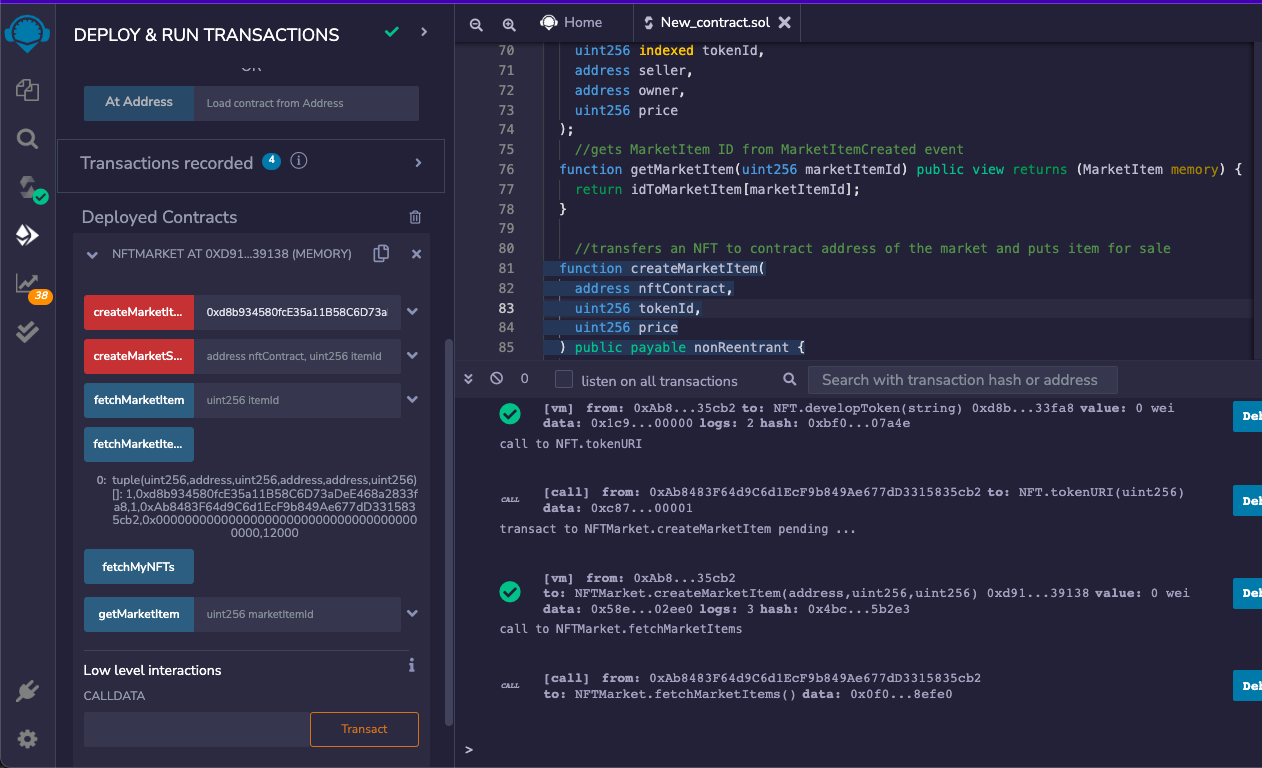 DEPLOY & RUN TRANSACTIONS
OR
At Address
Load contract from Address
Transactions recorded 4 i
Deployed Contracts
NFTMARKET AT 0XD91...39138 (MEMORY)
createMarketIt...
0xd8b934580fcE35a11B58C6D73a
createMarketS...
address nftContract, uint256 itemId
fetchMarketItem
uint256 itemId
fetchMarketIte...
0: tuple(uint256,address,uint256,address,address,uint256)
[]: 1,0xd8b934580fcE35a11B58C6D73aDeE468a2833f
a8,1,0xAb8483F64d9C6d1EcF9b849Ae677dD331583
5cb2,0x000000000000000000000000000000000000
0000,12000
fetchMyNFTs
getMarketItem
uint256 marketItemId
Low level interactions
i
CALLDATA
Transact
38
Home
New_contract.sol
70 uint256 indexed tokenId,
71 address seller,
72 address owner,
73 uint256 price
74 );
75 //gets MarketItem ID from MarketItemCreated event
76 function getMarketItem(uint256 marketItemId) public view returns (MarketItem memory) {
77 return idToMarketItem[marketItemId];
78 }
79
80 //transfers an NFT to contract address of the market and puts item for sale
81 function createMarketItem(
82 address nftContract,
83 uint256 tokenId,
84 uint256 price
85 ) public payable nonReentrant {
0
listen on all transactions
Search with transaction hash or address
[vm] from: 0xAb8...35cb2 to: NFT.developToken(string) 0xd8b...33fa8 value: 0 wei
data: 0x1c9...00000 logs: 2 hash: 0xbf0...07a4e
Deb
call to NFT.tokenURI
CALL [call] from: 0xAb8483F64d9C6d1EcF9b849Ae677dD3315835cb2 to: NFT.tokenURI(uint256)
data: 0xc87...00001
Deb
transact to NFTMarket.createMarketItem pending ...
[vm] from: 0xAb8...35cb2
to: NFTMarket.createMarketItem(address,uint256,uint256) 0xd91...39138 value: 0 wei
data: 0x58e...02ee0 logs: 3 hash: 0x4bc...5b2e3
Deb
call to NFTMarket.fetchMarketItems
CALL [call] from: 0xAb8483F64d9C6d1EcF9b849Ae677dD3315835cb2
to: NFTMarket.fetchMarketItems() data: 0x0f0...8efe0
Deb
>